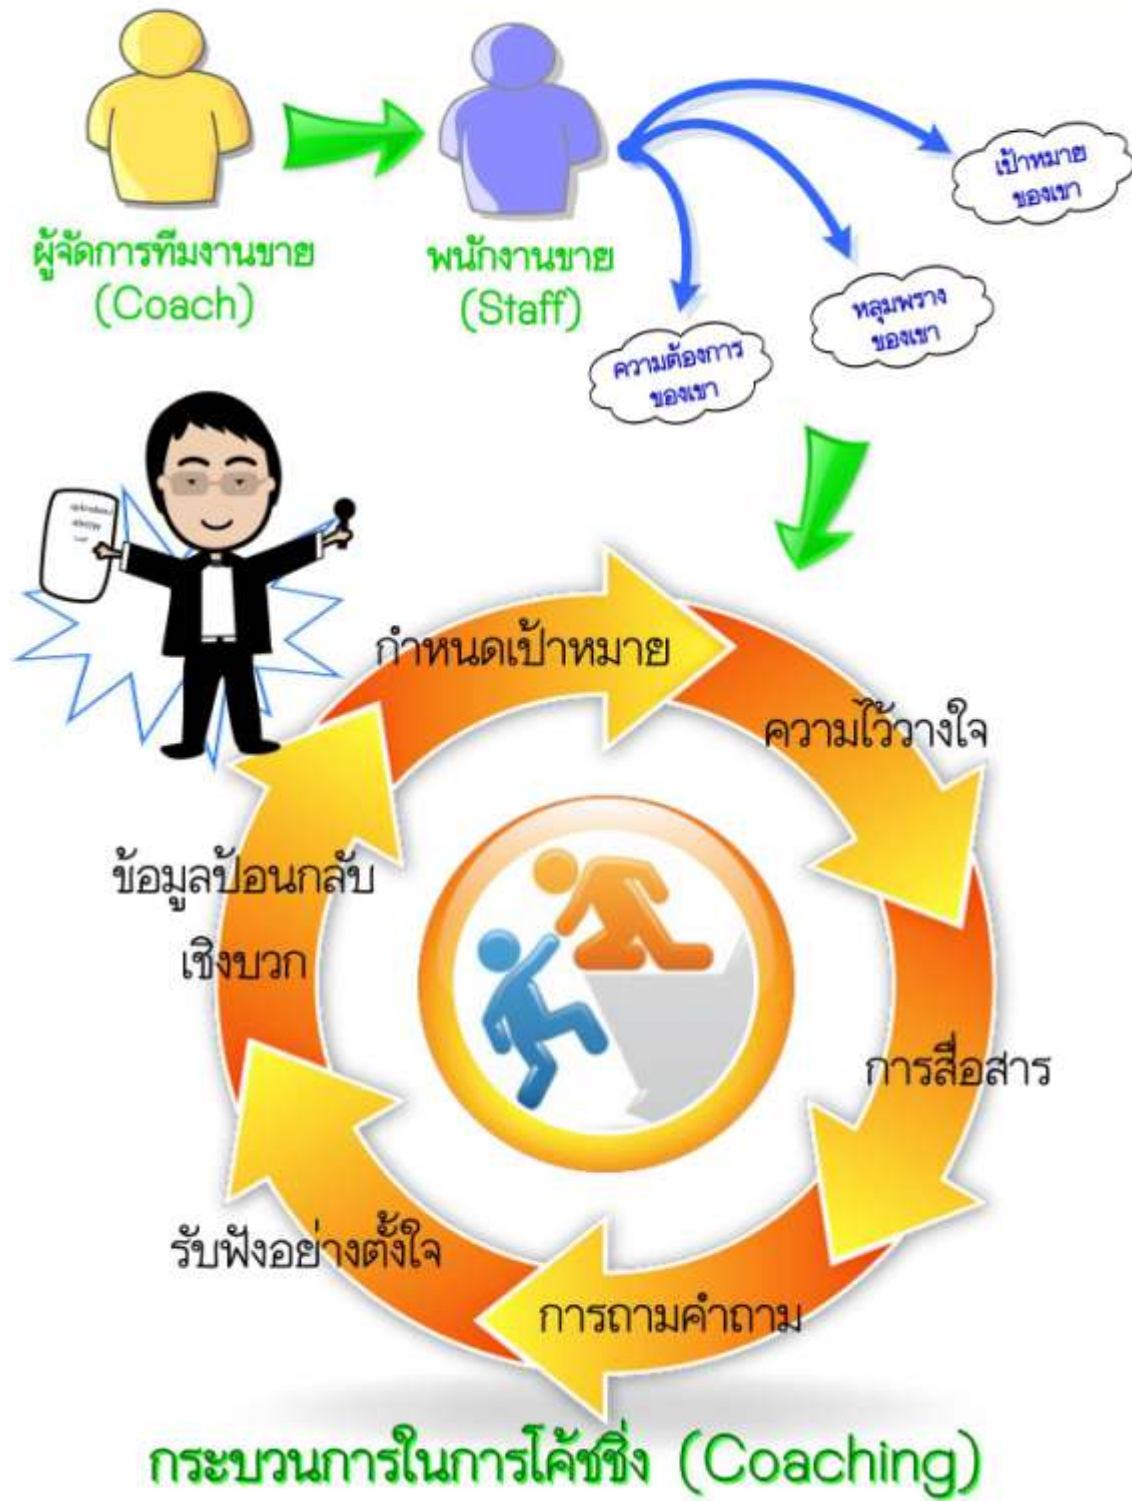 ผู้จัดการทีมงานขาย
(Coach)
พนักงานขาย
(Staff)
เป้าหมาย
ของเขา
หลุมพราง
ของเขา
ความต้องการ
ของเขา
กำหนดเป้าหมาย
ความไว้วางใจ
การสื่อสาร
การถามคำถาม
รับฟังอย่างตั้งใจ
ข้อมูลป้อนกลับ
เชิงบวก
กระบวนการในการโค้ชชิ่ง (Coaching)